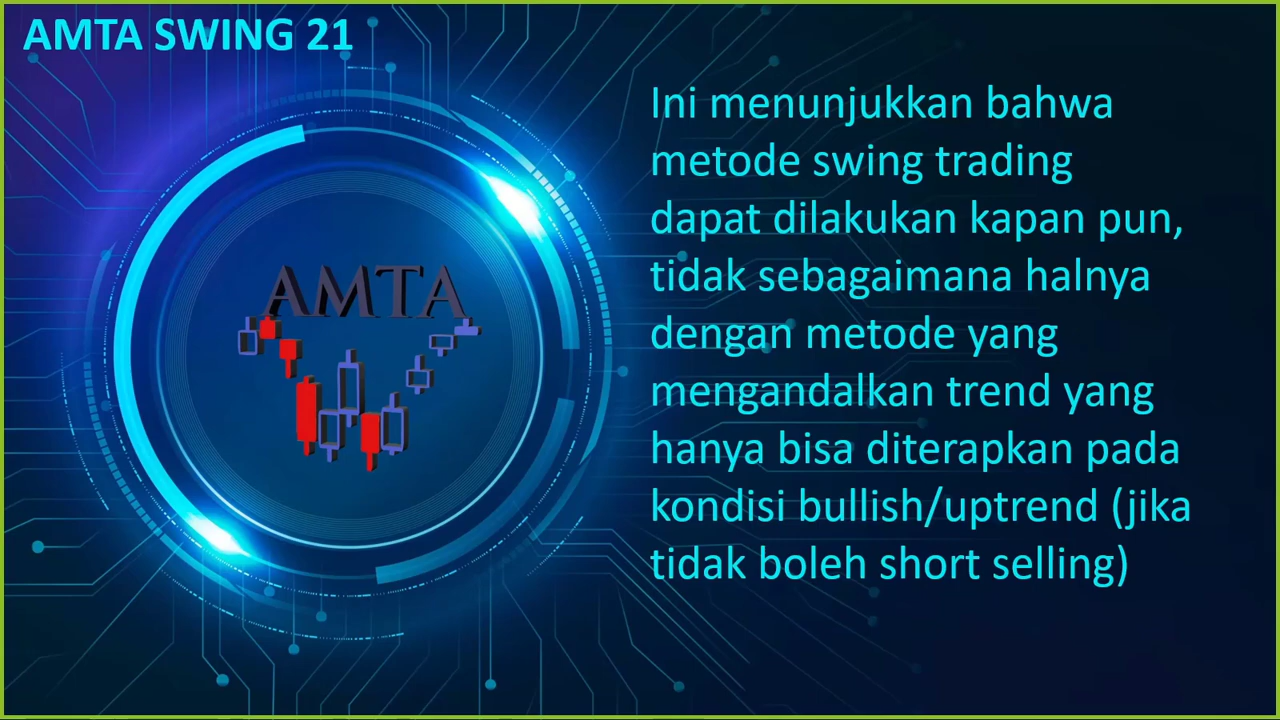 AMTA SWING 21
AMTA
Ini menunjukkan bahwa
metode swing trading
dapat dilakukan kapan pun,
tidak sebagaimana halnya
dengan metode yang
mengandalkan trend yang
hanya bisa diterapkan pada
kondisi bullish/uptrend (jika
tidak boleh short selling)